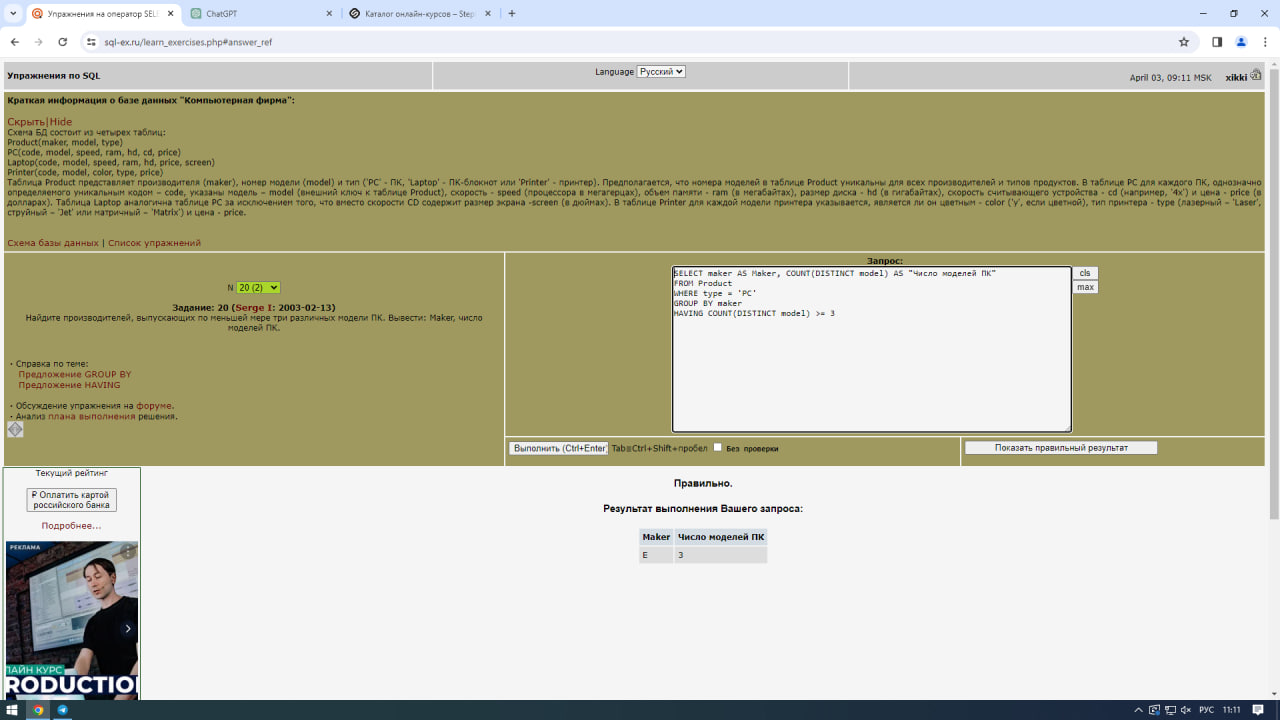 Упражнения на оператор SELE
ChatGPT
Каталог онлайн-курсов – Step
sql-ex.ru/learn_exercises.php#answer_ref
Упражнения по SQL
Language Русский
April 03, 09:11 MSK xikki
Краткая информация о базе данных "Компьютерная фирма":
Скрыть|Hide
Схема БД состоит из четырех таблиц:
Product(maker, model, type)
PC(code, model, speed, ram, hd, cd, price)
Laptop(code, model, speed, ram, hd, price, screen)
Printer(code, model, color, type, price)
Таблица Product представляет производителя (maker), номер модели (model) и тип ('PC' - ПК, 'Laptop' - ПК-блокнот или 'Printer' - принтер). Предполагается, что номера моделей в таблице Product уникальны для всех производителей и типов продуктов. В таблице PC для каждого ПК, однозначно
определяемого уникальным кодом – code, указаны модель – model (внешний ключ к таблице Product), скорость - speed (процессора в мегагерцах), объем памяти - ram (в мегабайтах), размер диска - hd (в гигабайтах), скорость считывающего устройства - cd (например, '4x') и цена - price (в
долларах). Таблица Laptop аналогична таблице РС за исключением того, что вместо скорости CD содержит размер экрана -screen (в дюймах). В таблице Printer для каждой модели принтера указывается, является ли он цветным - color ('y', если цветной), тип принтера - type (лазерный – 'Laser',
струйный – 'Jet' или матричный – 'Matrix') и цена - price.
Схема базы данных | Список упражнений
N 20 (2)
Задание: 20 (Serge I: 2003-02-13)
Найдите производителей, выпускающих по меньшей мере три различных модели ПК. Вывести: Maker, число
моделей ПК.
· Справка по теме:
Предложение GROUP BY
Предложение HAVING
· Обсуждение упражнения на форуме.
· Анализ плана выполнения решения.
Запрос:
SELECT maker AS Maker, COUNT(DISTINCT model) AS "Число моделей ПК"
FROM Product
WHERE type = 'PC'
GROUP BY maker
HAVING COUNT(DISTINCT model) >= 3
cls
max
Выполнить (Ctrl+Enter) Tab≡Ctrl+Shift+пробел Без проверки
Показать правильный результат
Текущий рейтинг
₽ Оплатить картой
российского банка
Подробнее...
РЕКЛАМА
ЛАЙН КУРС
RODUCTIO
Правильно.
Результат выполнения Вашего запроса:
Maker Число моделей ПК
E 3
РУС 11:11